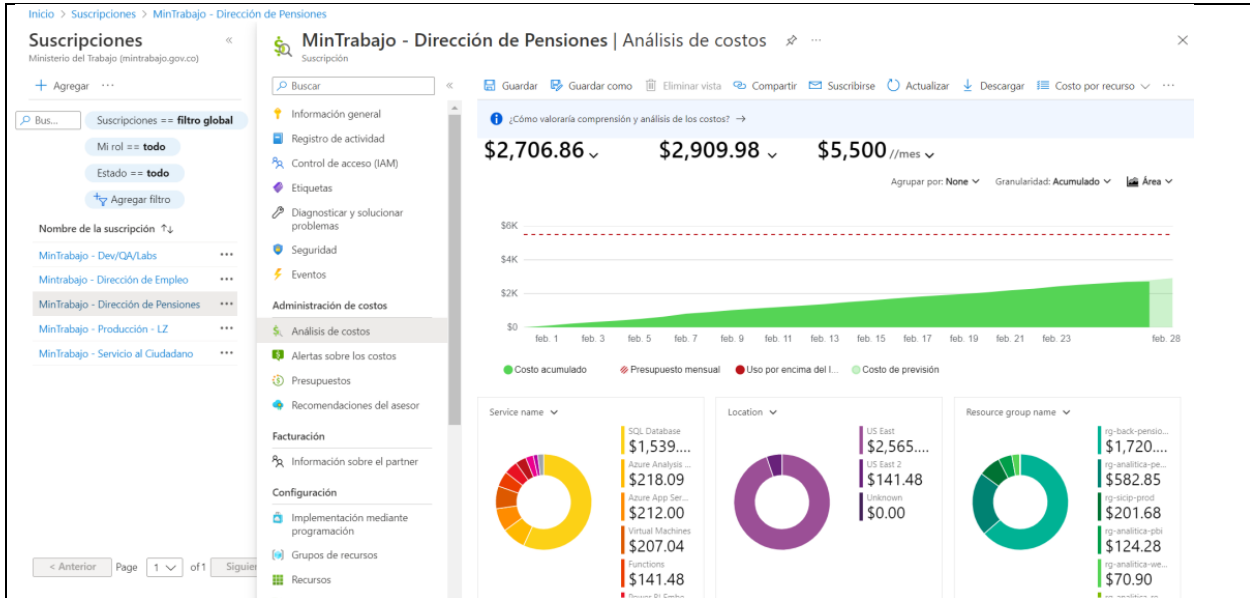 Inicio > Suscripciones > MinTrabajo - Dirección de Pensiones
Suscripciones «
Ministerio del Trabajo (mintrabajo.gov.co)
+ Agregar ···
Bus...
Suscripciones == filtro global
Mi rol == todo
Estado == todo
Agregar filtro
Nombre de la suscripción ↑↓
MinTrabajo - Dev/QA/Labs ···
Mintrabajo - Dirección de Empleo ···
MinTrabajo - Dirección de Pensiones ···
MinTrabajo - Producción - LZ ···
MinTrabajo - Servicio al Ciudadano ···
< Anterior Page 1 of1 Siguier
MinTrabajo - Dirección de Pensiones | Análisis de costos ···
Suscripción
Buscar «
Información general
Registro de actividad
Control de acceso (IAM)
Etiquetas
Diagnosticar y solucionar
problemas
Seguridad
Eventos
Administración de costos
Análisis de costos
Alertas sobre los costos
Presupuestos
Recomendaciones del asesor
Facturación
Información sobre el partner
Configuración
Implementación mediante
programación
Grupos de recursos
Recursos
Guardar Guardar como Eliminar vista Compartir Suscribirse Actualizar Descargar Costo por recurso ···
¿Cómo valoraría comprensión y análisis de los costos? →
$2,706.86 $2,909.98 $5,500 //mes
Agrupar por: None Granularidad: Acumulado Área
$6K
$4K
$2K
$0
feb. 1 feb. 3 feb. 5 feb. 7 feb. 9 feb. 11 feb. 13 feb. 15 feb. 17 feb. 19 feb. 21 feb. 23 feb. 28
Costo acumulado Presupuesto mensual Uso por encima del l... Costo de previsión
Service name
SQL Database
$1,539....
Azure Analysis ...
$218.09
Azure App Ser...
$212.00
Virtual Machines
$207.04
Functions
$141.48
Location
US East
$2,565....
US East 2
$141.48
Unknown
$0.00
Resource group name
rg-back-pensio...
$1,720....
rg-analitica-pe...
$582.85
rg-sicip-prod
$201.68
rg-analitica-pbi
$124.28
rg-analitica-we...
$70.90